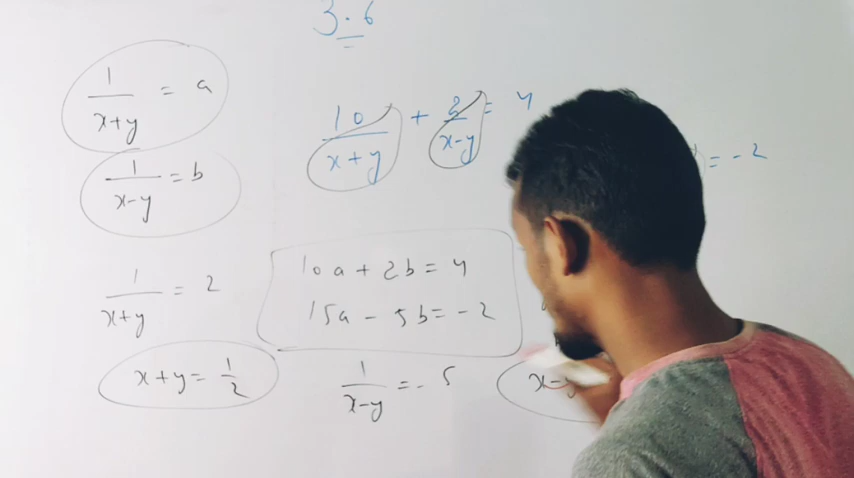 3.6
1/(x+y) = a
10/(x+y) + 2/(x-y) = 4
= -2
1/(x-y) = b
10a + 2b = 4
1/(x+y) = 2
15a - 5b = -2
x+y = 1/2
1/(x-y) = - 5
x-y